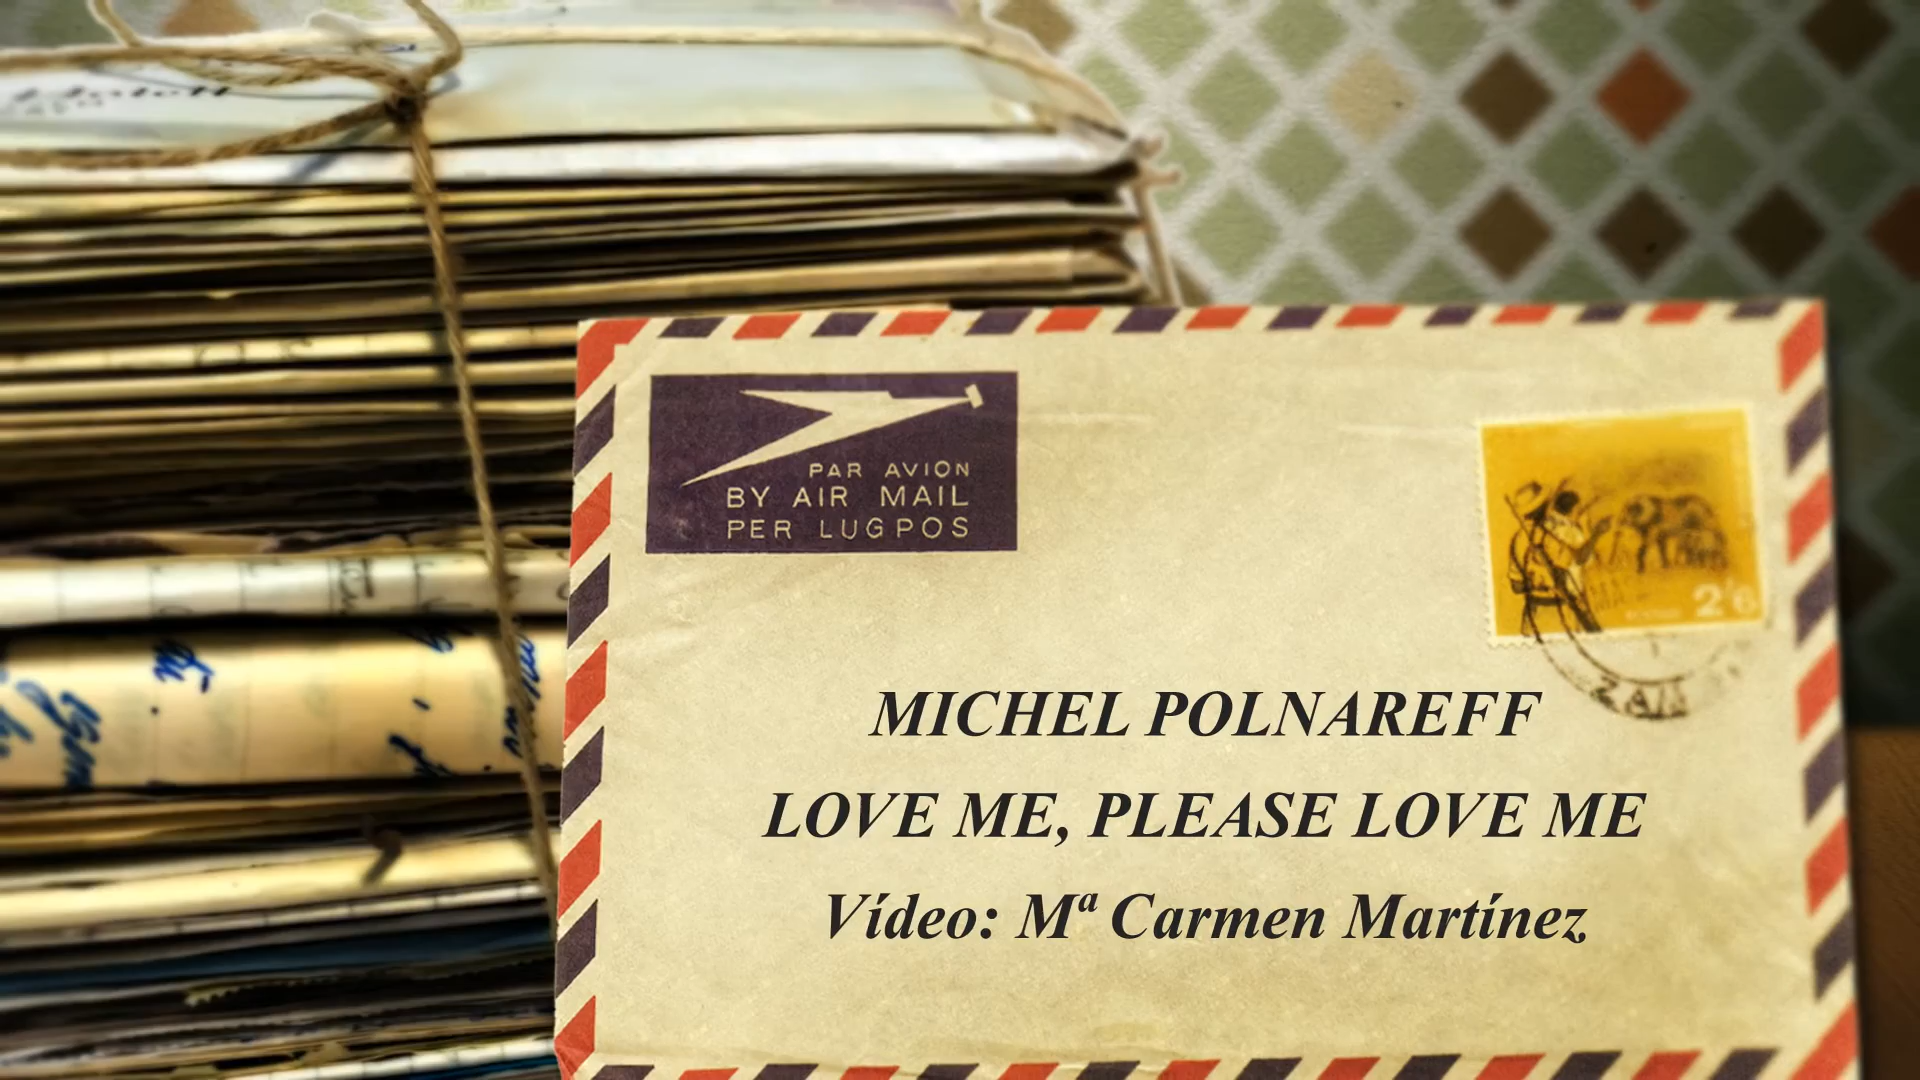 PAR AVION
BY AIR MAIL
PER LUGPOS
2'6
MICHEL POLNAREFF
LOVE ME, PLEASE LOVE ME
Vídeo: Mª Carmen Martínez